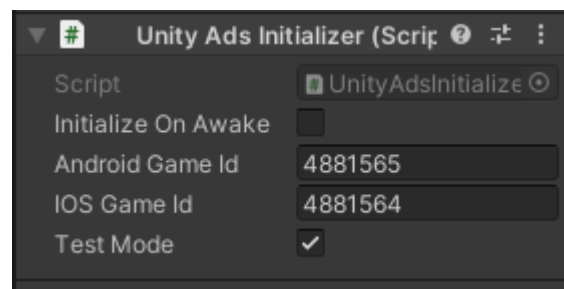 # Unity Ads Initializer (Scrip
Script # UnityAdsInitialize
Initialize On Awake
Android Game Id 4881565
IOS Game Id 4881564
Test Mode